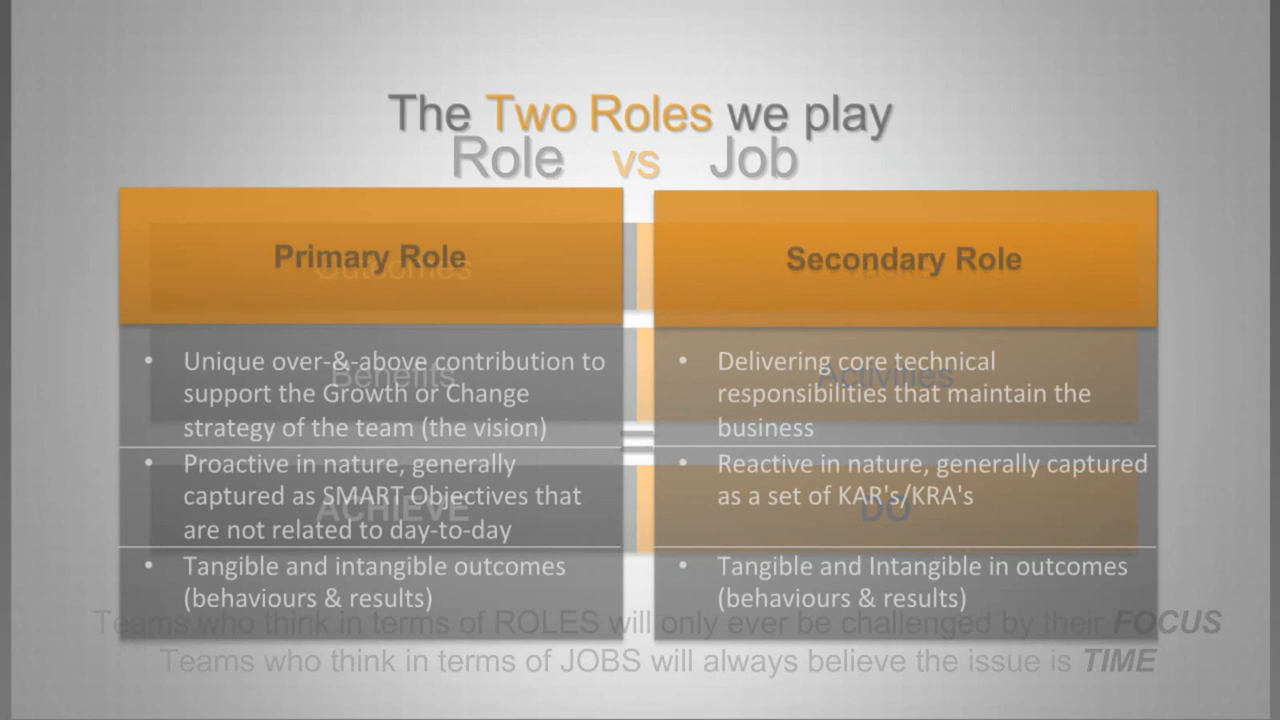 The Two Roles we play
Role vs Job
Primary Role
Secondary Role
Outcomes
• Unique over-&-above contribution to
support the Growth or Change
strategy of the team (the vision)
• Delivering core technical
responsibilities that maintain the
business
Benefits
Activities
• Proactive in nature, generally
captured as SMART Objectives that
are not related to day-to-day
• Reactive in nature, generally captured
as a set of KAR's/KRA's
ACHIEVE
DO
• Tangible and intangible outcomes
(behaviours & results)
• Tangible and Intangible in outcomes
(behaviours & results)
Teams who think in terms of ROLES will only ever be challenged by their FOCUS
Teams who think in terms of JOBS will always believe the issue is TIME